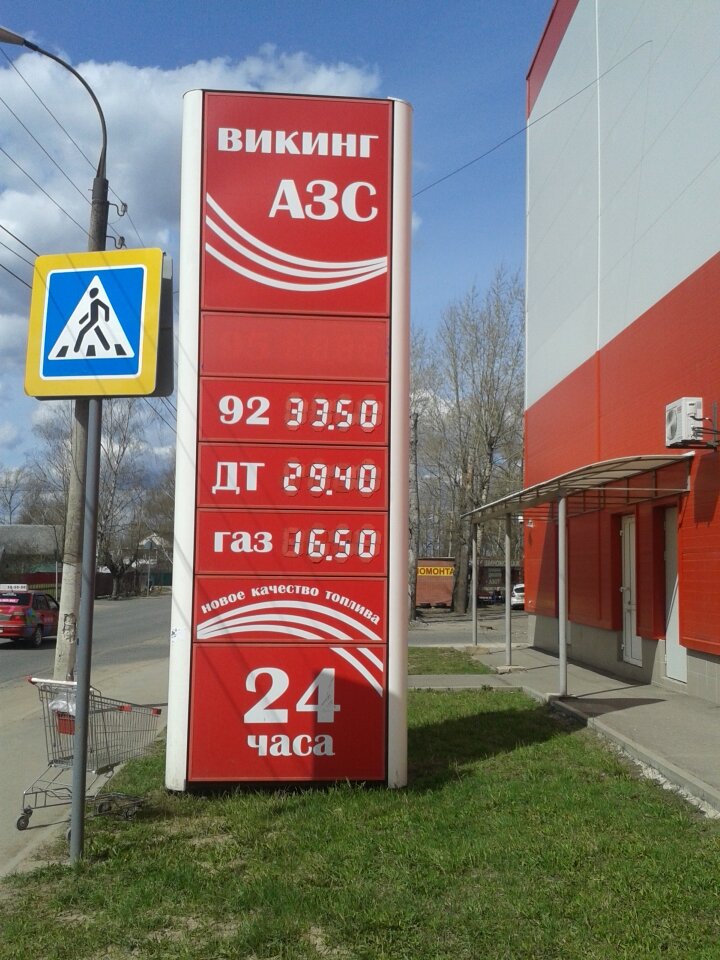 ВИКИНГ
АЗС
92 33.50
ДТ 29.40
газ 16.50
новое качество топлива
24
часа